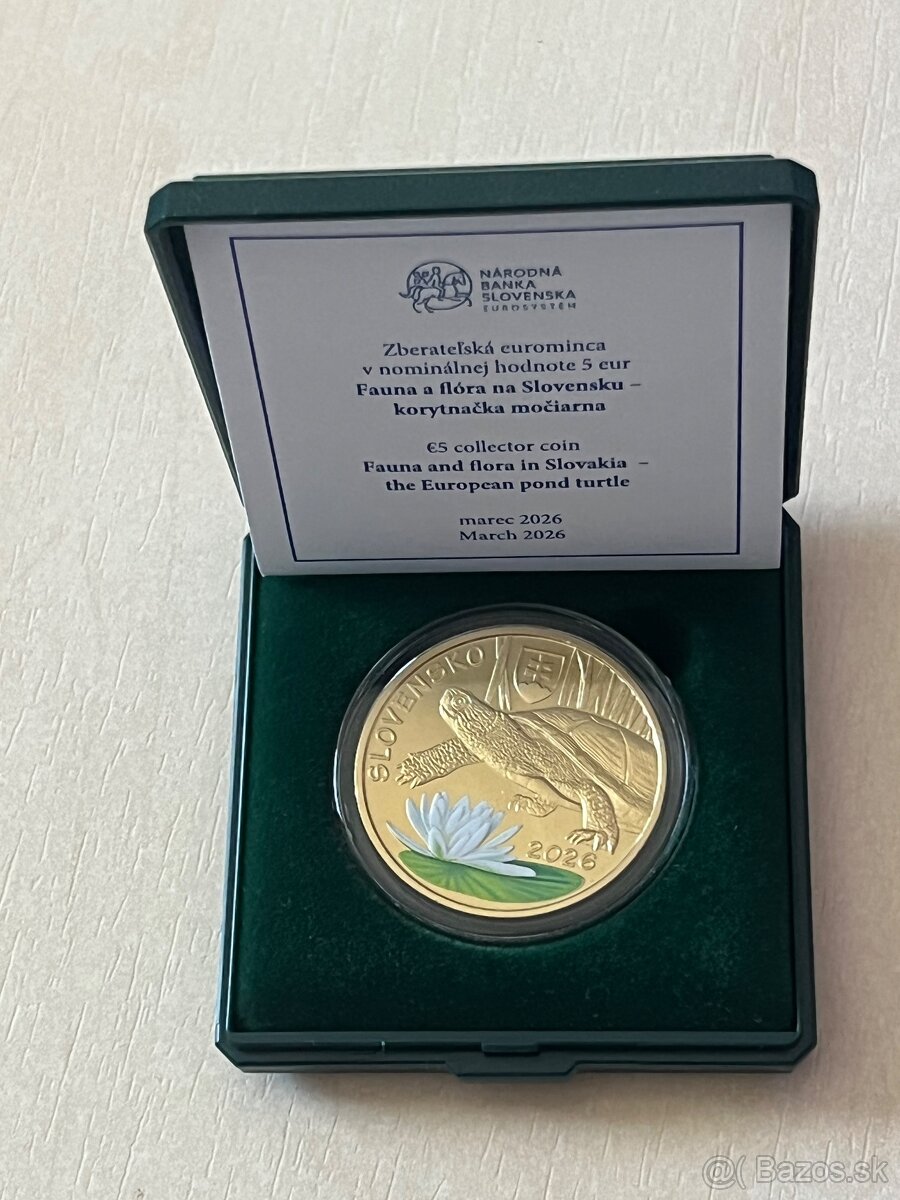 NÁRODNÁ
BANKA
SLOVENSKA
EUROSYSTÉM
Zberateľská eurominca
v nominálnej hodnote 5 eur
Fauna a flóra na Slovensku –
korytnačka močiarna
€5 collector coin
Fauna and flora in Slovakia –
the European pond turtle
marec 2026
March 2026
SLOVENSKO
2026
@( Bazos.sk